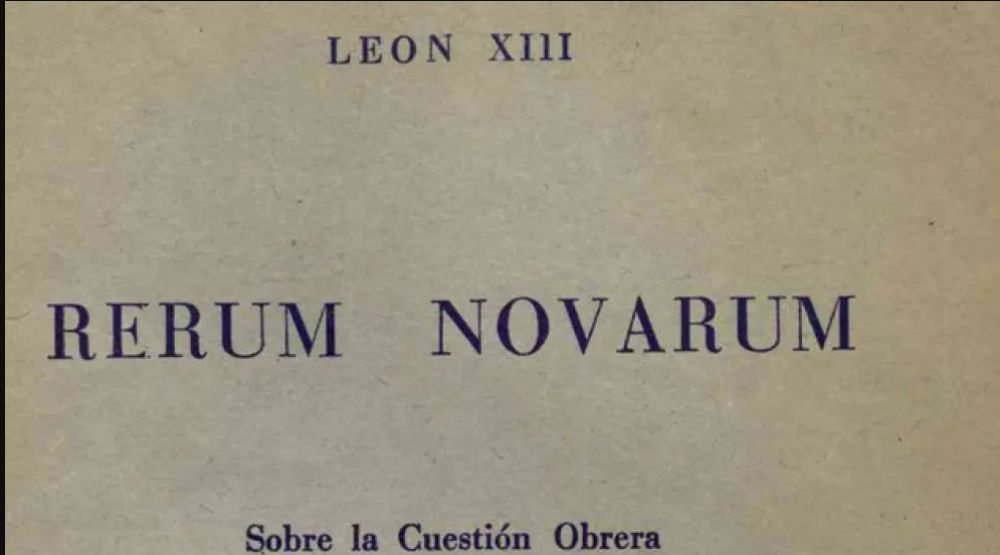 LEON XIII
RERUM NOVARUM
Sobre la Cuestión Obrera